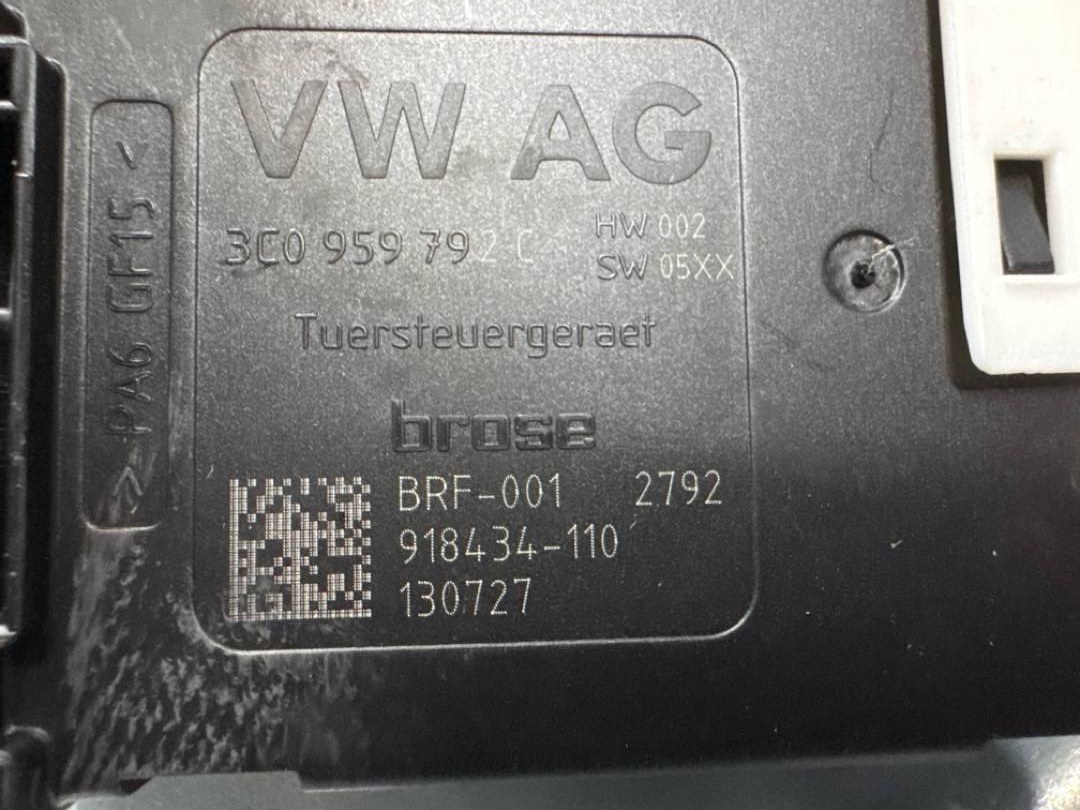 VW AG
3C0 959 792 C
HW 002
SW 05XX
Tuersteuergeraet
brose
BRF-001 2792
918434-110
130727
>PA6 GF15<